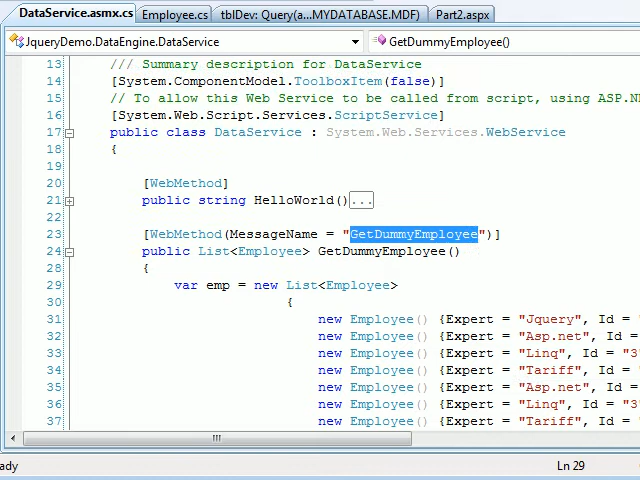 DataService.asmx.cs Employee.cs tblDev: Query(a...MYDATABASE.MDF) Part2.aspx
JqueryDemo.DataEngine.DataService GetDummyEmployee()
13 /// Summary description for DataService
14 [System.ComponentModel.ToolboxItem(false)]
15 // To allow this Web Service to be called from script, using ASP.NE
16 [System.Web.Script.Services.ScriptService]
17 public class DataService : System.Web.Services.WebService
18 {
19
20 [WebMethod]
21 public string HelloWorld()...
22
23 [WebMethod(MessageName = "GetDummyEmployee")]
24 public List<Employee> GetDummyEmployee()
28 {
29 var emp = new List<Employee>
30 {
31 new Employee() {Expert = "Jquery", Id = "
32 new Employee() {Expert = "Asp.net", Id =
33 new Employee() {Expert = "Linq", Id = "3"
34 new Employee() {Expert = "Tariff", Id =
35 new Employee() {Expert = "Asp.net", Id =
36 new Employee() {Expert = "Linq", Id = "3"
37 new Employee() {Expert = "Tariff", Id =
ady Ln 29